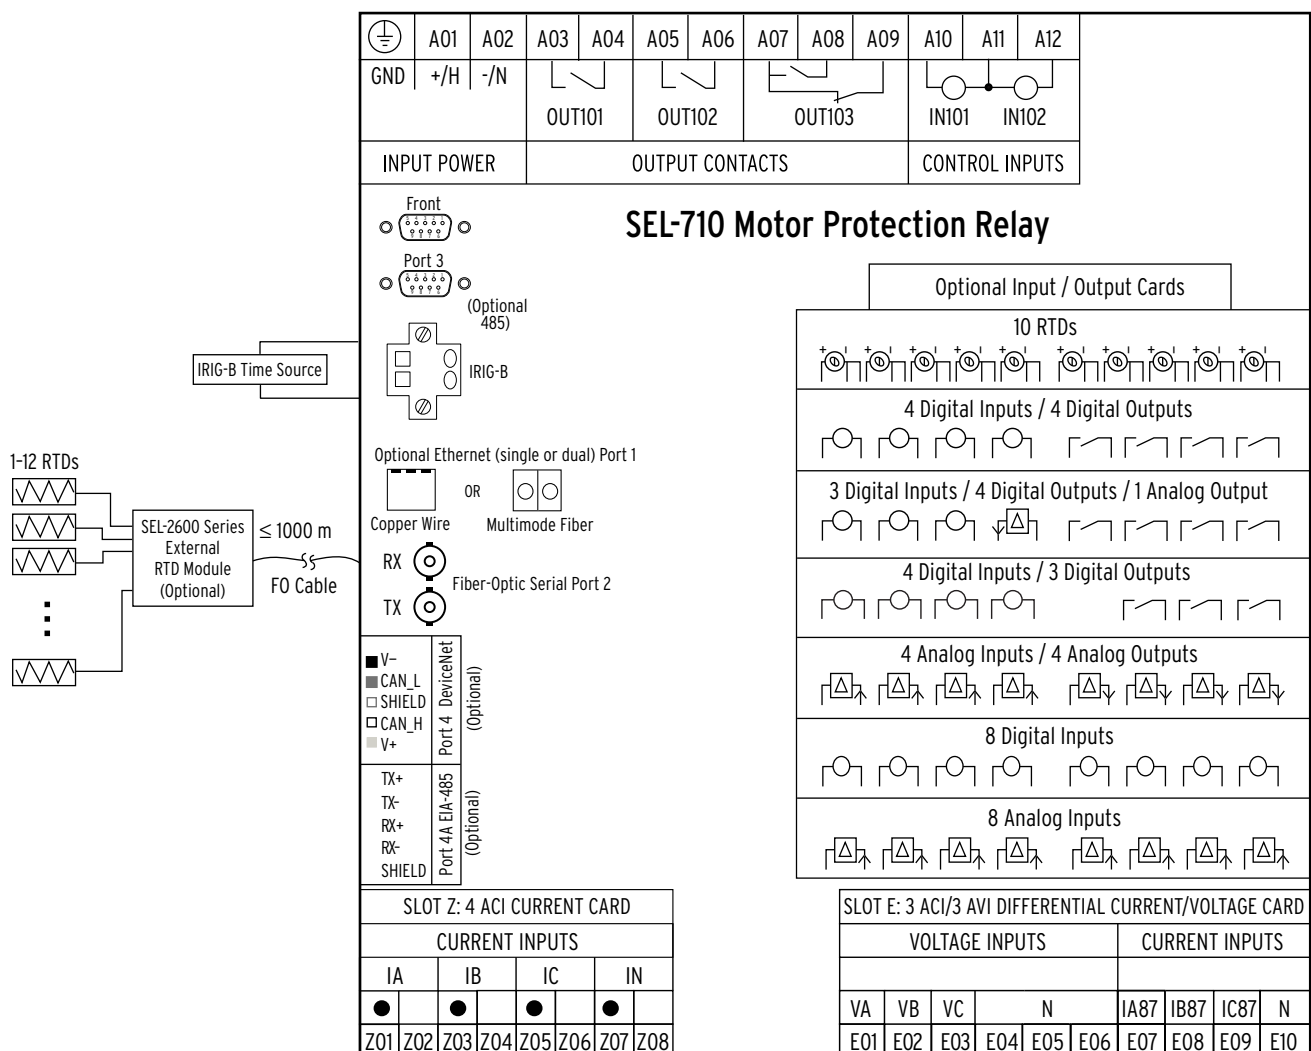 A01 A02 A03 A04 A05 A06 A07 A08 A09 A10 A11 A12
GND +/H -/N
OUT101 OUT102 OUT103 IN101 IN102
INPUT POWER OUTPUT CONTACTS CONTROL INPUTS
SEL-710 Motor Protection Relay
Front
Port 3
(Optional
485)
IRIG-B
IRIG-B Time Source
Optional Ethernet (single or dual) Port 1
OR
Copper Wire Multimode Fiber
RX
Fiber-Optic Serial Port 2
TX
1-12 RTDs
SEL-2600 Series
External
RTD Module
(Optional)
≤ 1000 m
FO Cable
V–
CAN_L
SHIELD
CAN_H
V+
Port 4 DeviceNet
(Optional)
TX+
TX-
RX+
RX-
SHIELD
Port 4A EIA-485
(Optional)
Optional Input / Output Cards
10 RTDs
+ - + - + - + - + - + - + - + - + - + -
4 Digital Inputs / 4 Digital Outputs
3 Digital Inputs / 4 Digital Outputs / 1 Analog Output
4 Digital Inputs / 3 Digital Outputs
4 Analog Inputs / 4 Analog Outputs
8 Digital Inputs
8 Analog Inputs
SLOT Z: 4 ACI CURRENT CARD
CURRENT INPUTS
IA IB IC IN
Z01 Z02 Z03 Z04 Z05 Z06 Z07 Z08
SLOT E: 3 ACI/3 AVI DIFFERENTIAL CURRENT/VOLTAGE CARD
VOLTAGE INPUTS CURRENT INPUTS
VA VB VC N IA87 IB87 IC87 N
E01 E02 E03 E04 E05 E06 E07 E08 E09 E10